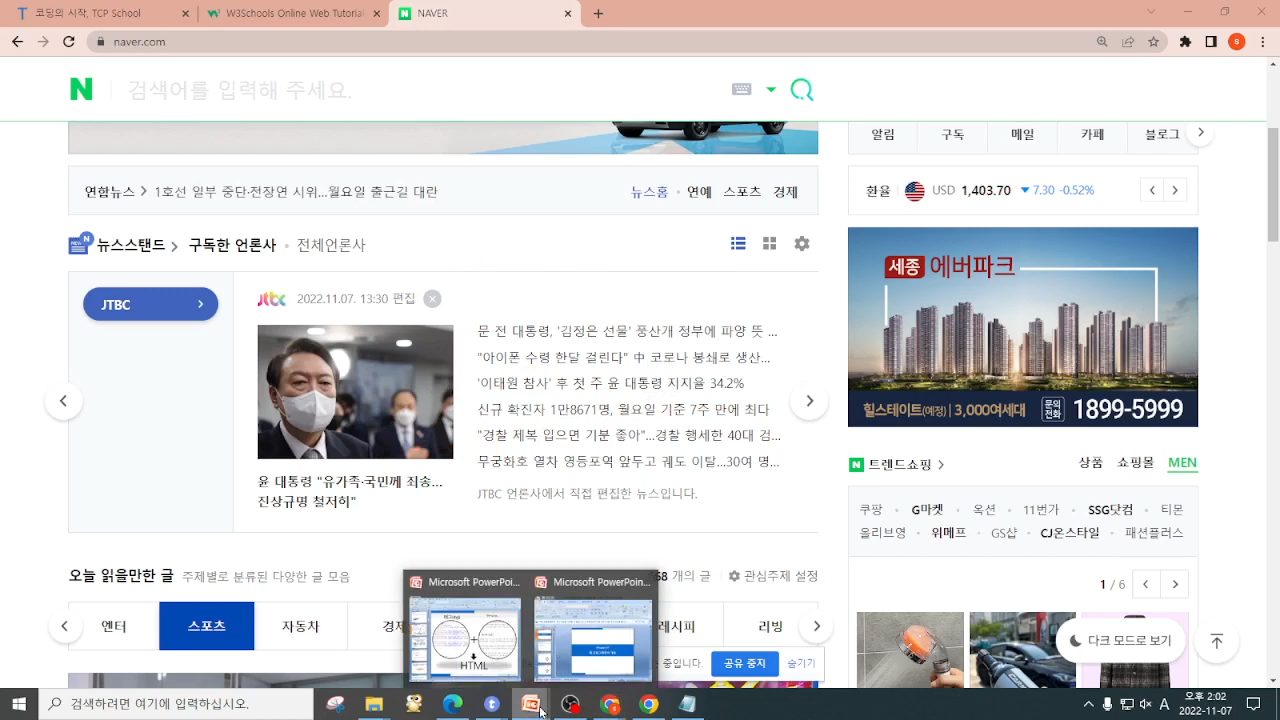 코딩의 시작, TCP School
W3Schools Online Web Tutorial
NAVER
naver.com
S
N
검색어를 입력해 주세요.
알림 구독 메일 카페 블로그
연합뉴스 1호선 일부 중단·전장연 시위...월요일 출근길 대란
뉴스홈 연예 스포츠 경제
환율 USD 1,403.70 ▼7.30 -0.52%
뉴스스탠드 구독한 언론사 전체언론사
JTBC
jtbc 2022.11.07. 13:30 편집
문 전 대통령, '김정은 선물' 풍산개 정부에 파양 뜻 ...
"아이폰 수령 한달 걸린다" 中 코로나 봉쇄로 생산...
'이태원 참사' 후 첫 주 윤 대통령 지지율 34.2%
신규 확진자 1만8671명, 월요일 기준 7주 만에 최다
"경찰 제복 입으면 기분 좋아"...경찰 행세한 40대 검...
무궁화호 열차 영등포역 앞두고 궤도 이탈...30여 명...
JTBC 언론사에서 직접 편집한 뉴스입니다.
윤 대통령 "유가족·국민께 죄송...
진상규명 철저히"
세종 에버파크
힐스테이트(예정) 3,000여세대 문의전화 1899-5999
N 트렌드쇼핑 상품 쇼핑몰 MEN
쿠팡 G마켓 옥션 11번가 SSG닷컴 티몬
올리브영 위메프 GS샵 CJ온스타일 패션플러스
1 / 6
오늘 읽을만한 글 주제별로 분류된 다양한 글 모음
68 개의 글 관심주제 설정
Microsoft PowerPoi...
Microsoft PowerPoint...
HTML
엔터 스포츠 자동차 경제 레시피 리빙
중입니다. 공유 중지 숨기기
다크 모드로 보기
검색하려면 여기에 입력하십시오.
A
오후 2:02
2022-11-07